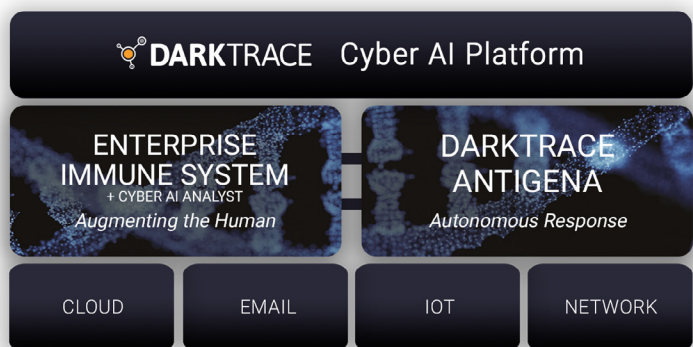 DARKTRACE Cyber AI Platform
ENTERPRISE
IMMUNE SYSTEM
+ CYBER AI ANALYST
Augmenting the Human
DARKTRACE
ANTIGENA
Autonomous Response
CLOUD
EMAIL
IOT
NETWORK